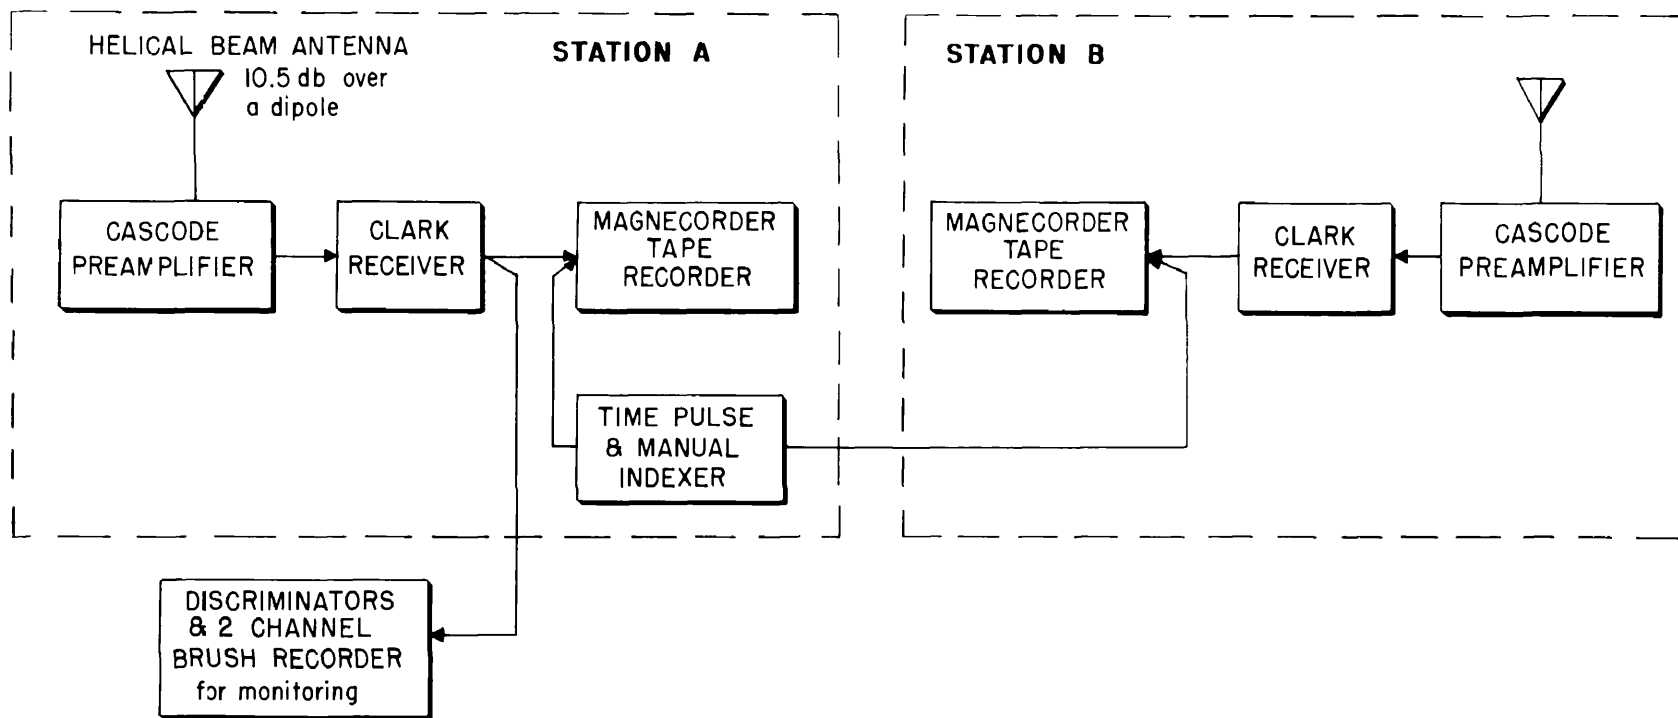 HELICAL BEAM ANTENNA
10.5 db over
a dipole
STATION A
CASCODE
PREAMPLIFIER
CLARK
RECEIVER
MAGNECORDER
TAPE
RECORDER
TIME PULSE
& MANUAL
INDEXER
DISCRIMINATORS
& 2 CHANNEL
BRUSH RECORDER
for monitoring
STATION B
MAGNECORDER
TAPE
RECORDER
CLARK
RECEIVER
CASCODE
PREAMPLIFIER